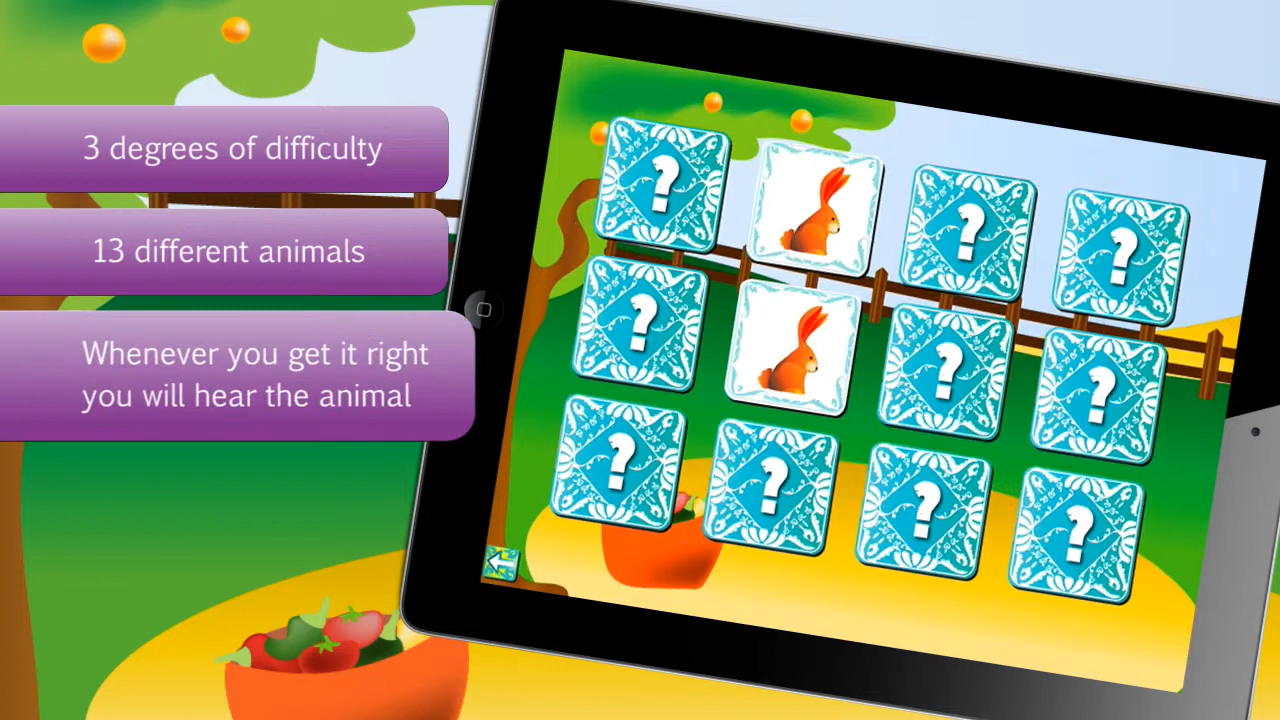 3 degrees of difficulty
13 different animals
Whenever you get it right
you will hear the animal
? ? ?
? ? ?
? ? ? ?